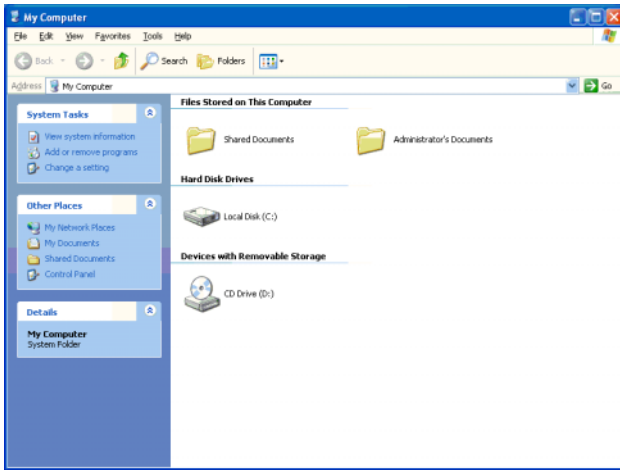 My Computer
File Edit View Favorites Tools Help
Back Search Folders
Address My Computer Go
System Tasks
View system information
Add or remove programs
Change a setting
Other Places
My Network Places
My Documents
Shared Documents
Control Panel
Details
My Computer
System Folder
Files Stored on This Computer
Shared Documents Administrator's Documents
Hard Disk Drives
Local Disk (C:)
Devices with Removable Storage
CD Drive (D:)